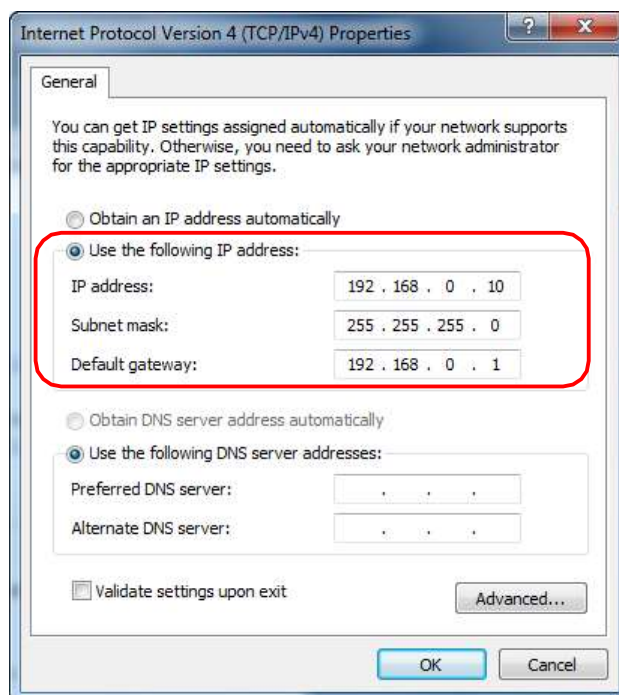 Internet Protocol Version 4 (TCP/IPv4) Properties
General
You can get IP settings assigned automatically if your network supports
this capability. Otherwise, you need to ask your network administrator
for the appropriate IP settings.
Obtain an IP address automatically
Use the following IP address:
IP address: 192 . 168 . 0 . 10
Subnet mask: 255 . 255 . 255 . 0
Default gateway: 192 . 168 . 0 . 1
Obtain DNS server address automatically
Use the following DNS server addresses:
Preferred DNS server: . . .
Alternate DNS server: . . .
Validate settings upon exit
Advanced...
OK
Cancel